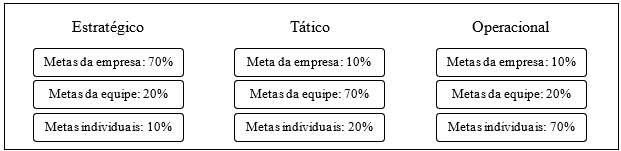 Estratégico
Metas da empresa: 70%
Metas da equipe: 20%
Metas individuais: 10%
Tático
Meta da empresa: 10%
Metas da equipe: 70%
Metas individuais: 20%
Operacional
Metas da empresa: 10%
Metas da equipe: 20%
Metas individuais: 70%